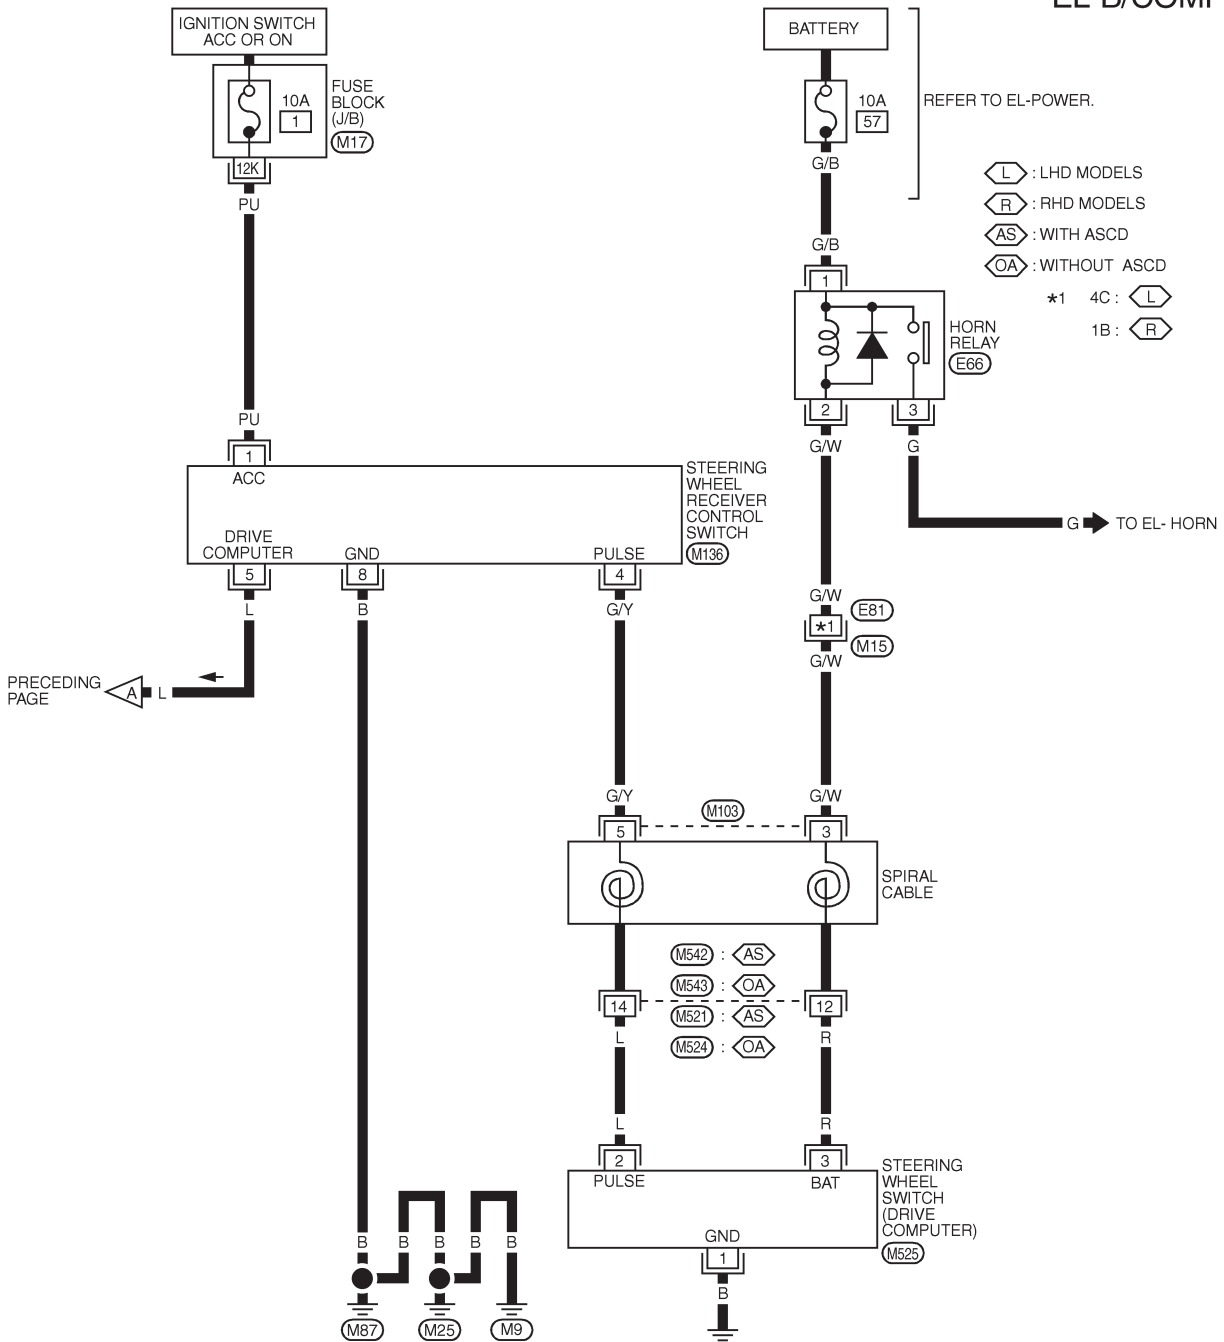 EL-B/COMP
IGNITION SWITCH
ACC OR ON
BATTERY
10A
1
FUSE
BLOCK
(J/B)
M17
12K
PU
10A
57
REFER TO EL-POWER.
G/B
L : LHD MODELS
R : RHD MODELS
AS : WITH ASCD
OA : WITHOUT ASCD
*1 4C : L
1B : R
G/B
1
HORN
RELAY
E66
2
3
G/W
G
PU
1
ACC
STEERING
WHEEL
RECEIVER
CONTROL
SWITCH
M136
DRIVE
COMPUTER
GND
PULSE
5
8
4
L
B
G/Y
G
TO EL- HORN
G/W
E81
*1
M15
G/W
PRECEDING
PAGE
A
L
G/Y
G/W
M103
5
3
SPIRAL
CABLE
M542 : AS
M543 : OA
14
12
M521 : AS
M524 : OA
L
R
L
R
2
3
PULSE
BAT
STEERING
WHEEL
SWITCH
(DRIVE
COMPUTER)
M525
GND
1
B
B
B
B
B
B
M87
M25
M9